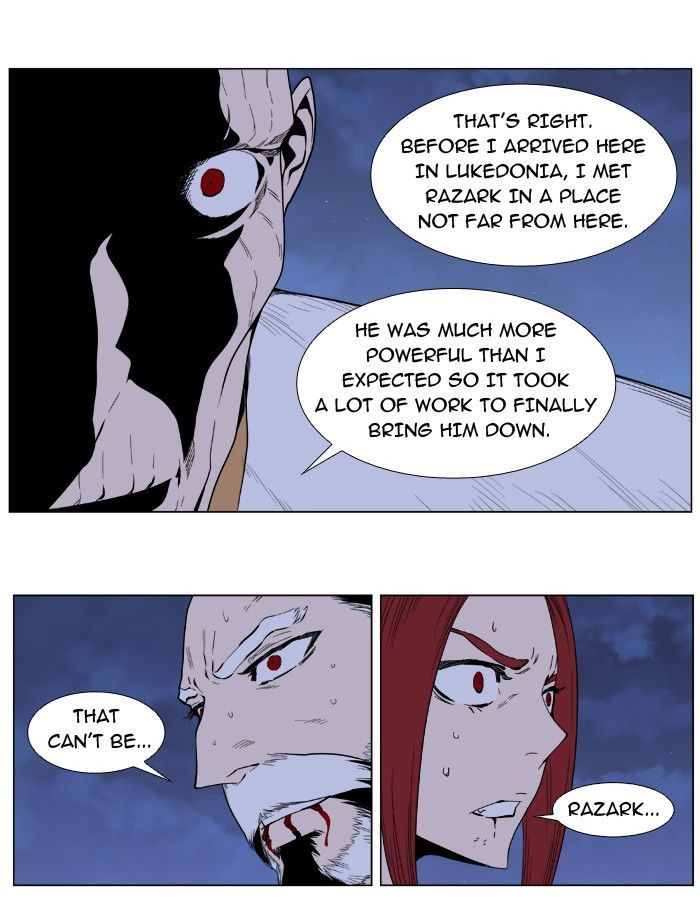 THAT'S RIGHT.
BEFORE I ARRIVED HERE
IN LUKEDONIA, I MET
RAZARK IN A PLACE
NOT FAR FROM HERE.
HE WAS MUCH MORE
POWERFUL THAN I
EXPECTED SO IT TOOK
A LOT OF WORK TO FINALLY
BRING HIM DOWN.
THAT
CAN'T BE...
RAZARK...